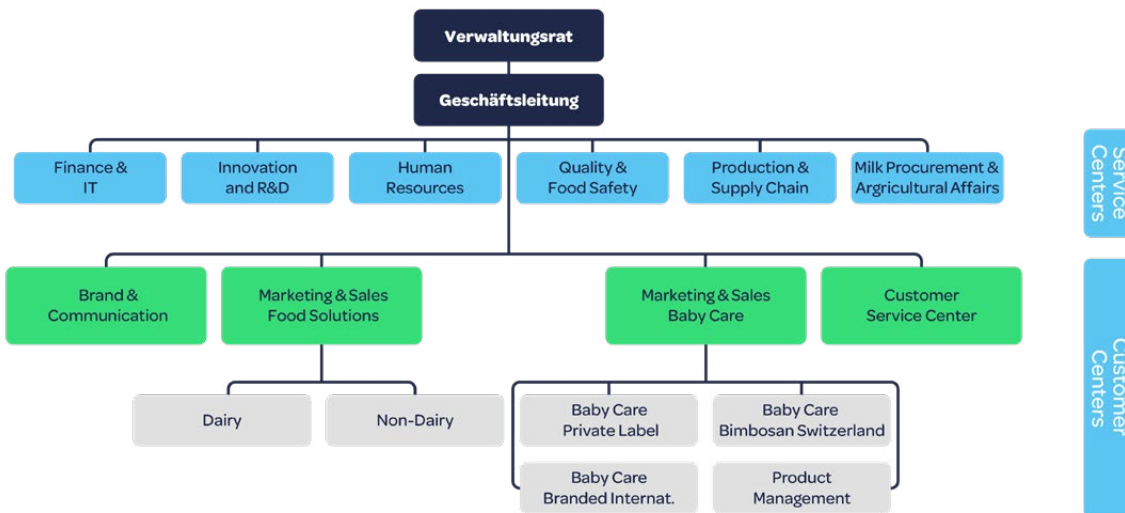 Verwaltungsrat
Geschäftsleitung
Finance &
IT
Innovation
and R&D
Human
Resources
Quality &
Food Safety
Production &
Supply Chain
Milk Procurement &
Argricultural Affairs
Service
Centers
Brand &
Communication
Marketing & Sales
Food Solutions
Marketing & Sales
Baby Care
Customer
Service Center
Customer
Centers
Dairy
Non-Dairy
Baby Care
Private Label
Baby Care
Bimbosan Switzerland
Baby Care
Branded Internat.
Product
Management